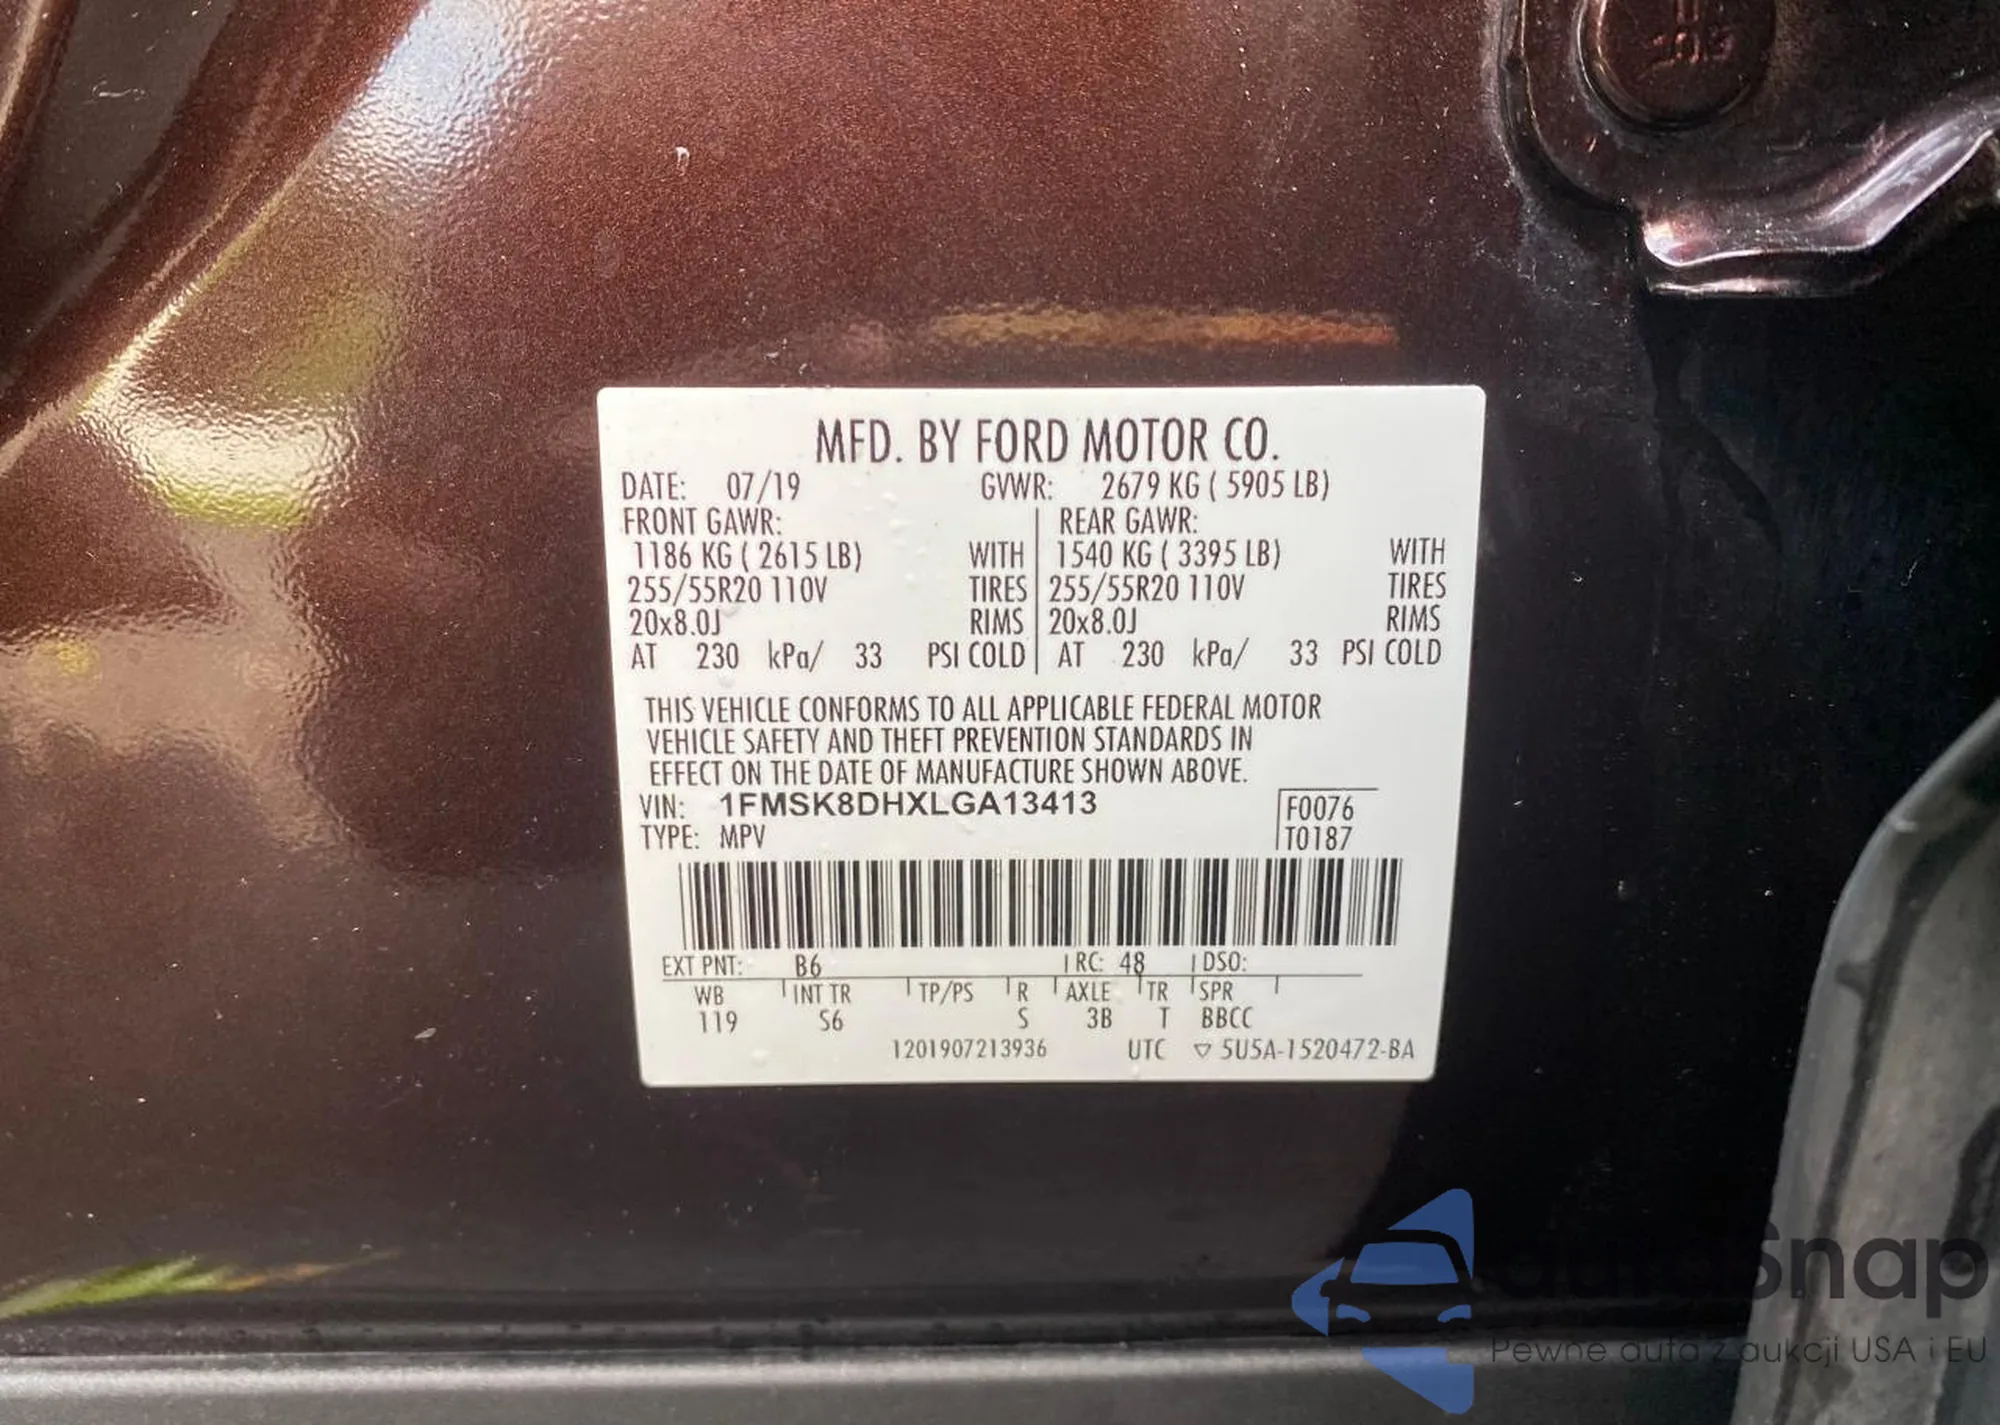 MFD. BY FORD MOTOR CO.
DATE: 07/19 GVWR: 2679 KG ( 5905 LB)
FRONT GAWR: REAR GAWR:
1186 KG ( 2615 LB) WITH 1540 KG ( 3395 LB) WITH
255/55R20 110V TIRES 255/55R20 110V TIRES
20x8.0J RIMS 20x8.0J RIMS
AT 230 kPa/ 33 PSI COLD AT 230 kPa/ 33 PSI COLD
THIS VEHICLE CONFORMS TO ALL APPLICABLE FEDERAL MOTOR
VEHICLE SAFETY AND THEFT PREVENTION STANDARDS IN
EFFECT ON THE DATE OF MANUFACTURE SHOWN ABOVE.
VIN: 1FMSK8DHXLGA13413 F0076
TYPE: MPV T0187
EXT PNT: B6 RC: 48 DSO:
WB INT TR TP/PS R AXLE TR SPR
119 S6 S 3B T BBCC
1201907213936 UTC ▽ 5U5A-1520472-BA
autoSnap
Pewne auta z aukcji USA i EU